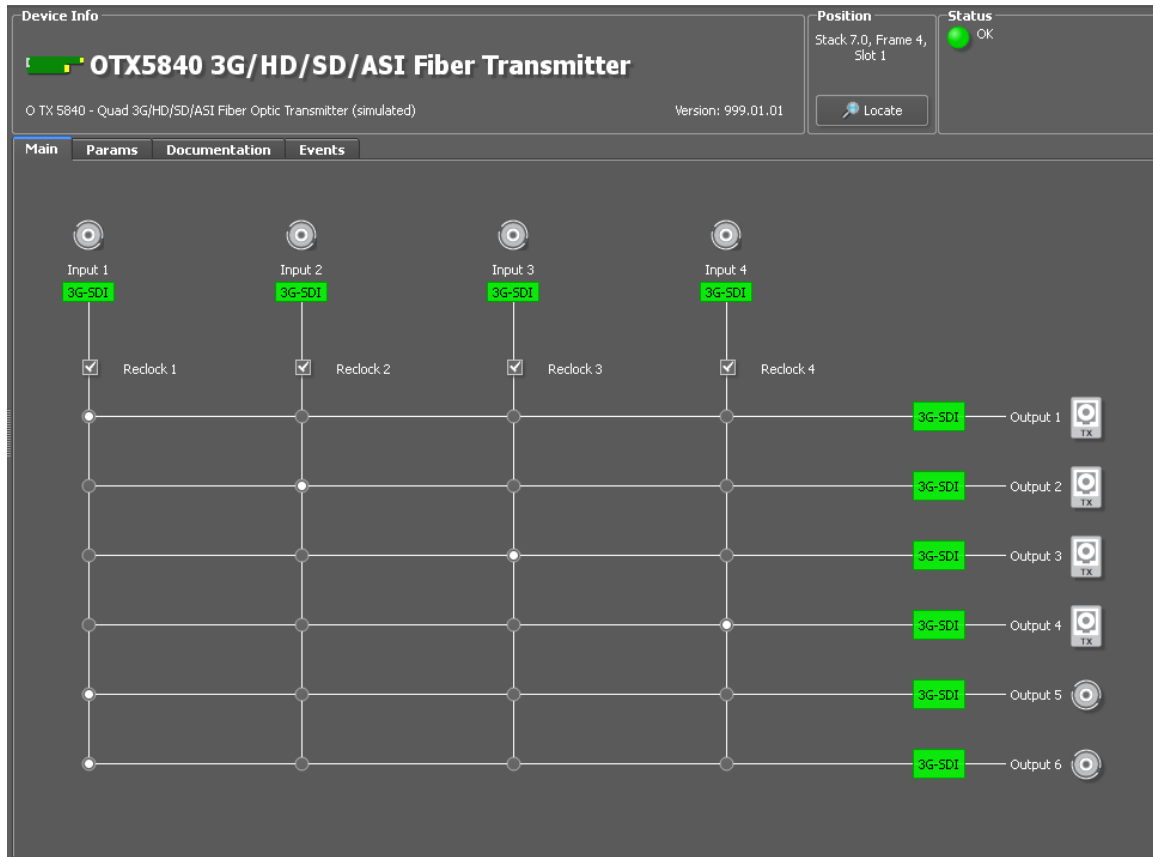 Device Info
Position
Status
OTX5840 3G/HD/SD/ASI Fiber Transmitter
Stack 7.0, Frame 4,
Slot 1
OK
O TX 5840 - Quad 3G/HD/SD/ASI Fiber Optic Transmitter (simulated)
Version: 999.01.01
Locate
Main Params Documentation Events
Input 1 Input 2 Input 3 Input 4
3G-SDI 3G-SDI 3G-SDI 3G-SDI
Reclock 1 Reclock 2 Reclock 3 Reclock 4
3G-SDI Output 1
TX
3G-SDI Output 2
TX
3G-SDI Output 3
TX
3G-SDI Output 4
TX
3G-SDI Output 5
3G-SDI Output 6